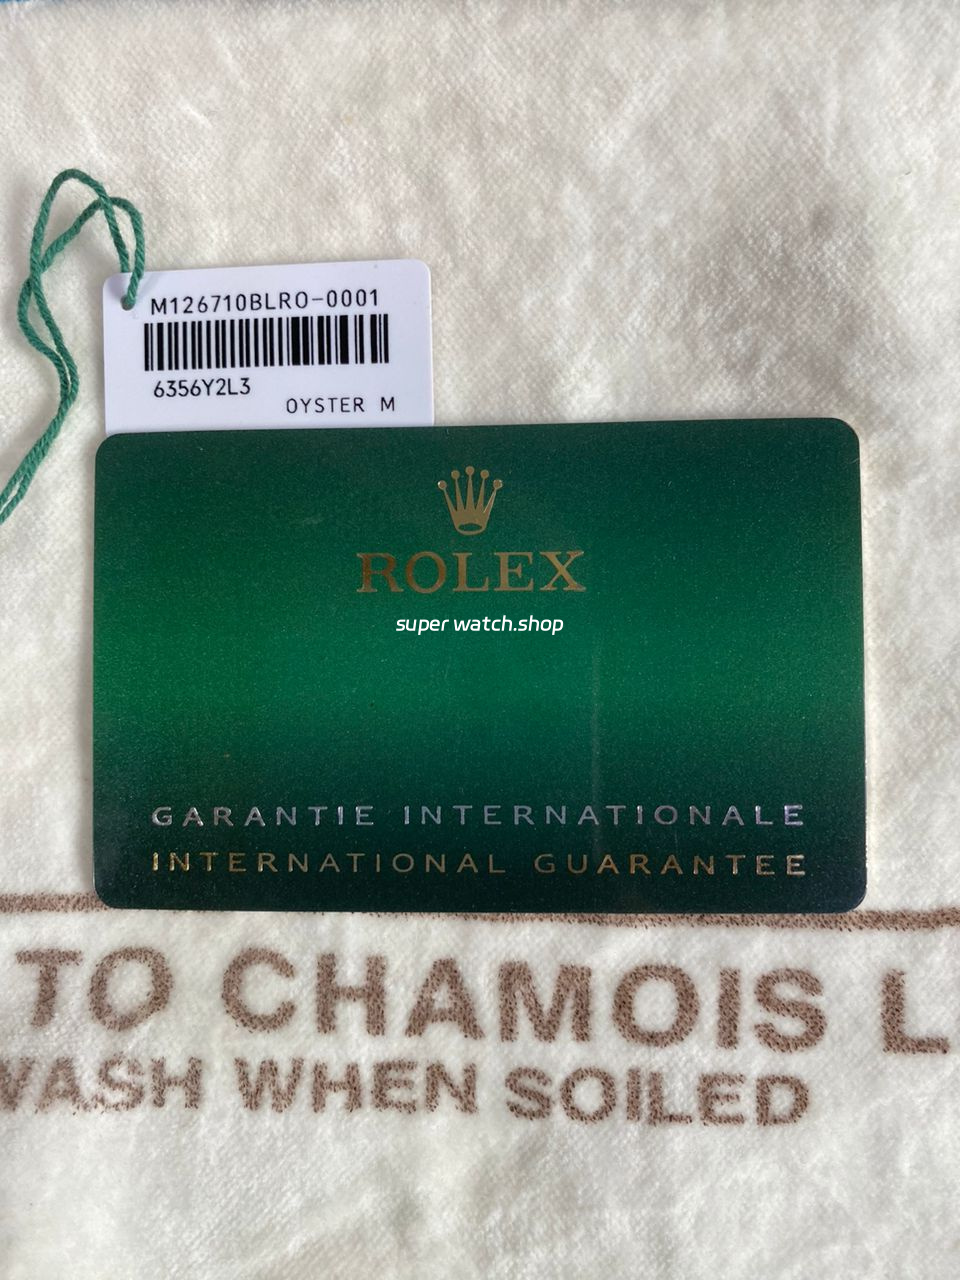 M126710BLRO-0001
6356Y2L3
OYSTER M
ROLEX
super watch.shop
GARANTIE INTERNATIONALE
INTERNATIONAL GUARANTEE
TO CHAMOIS L
WASH WHEN SOILED